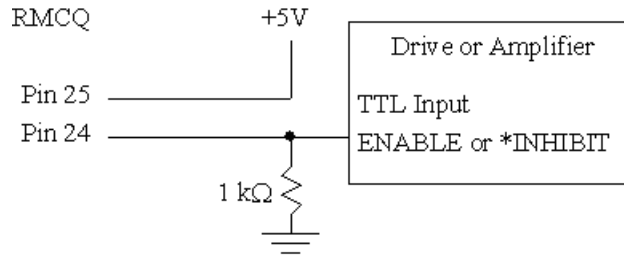 RMCQ
+5V
Drive or Amplifier
Pin 25
TTL Input
Pin 24
ENABLE or *INHIBIT
1 kΩ